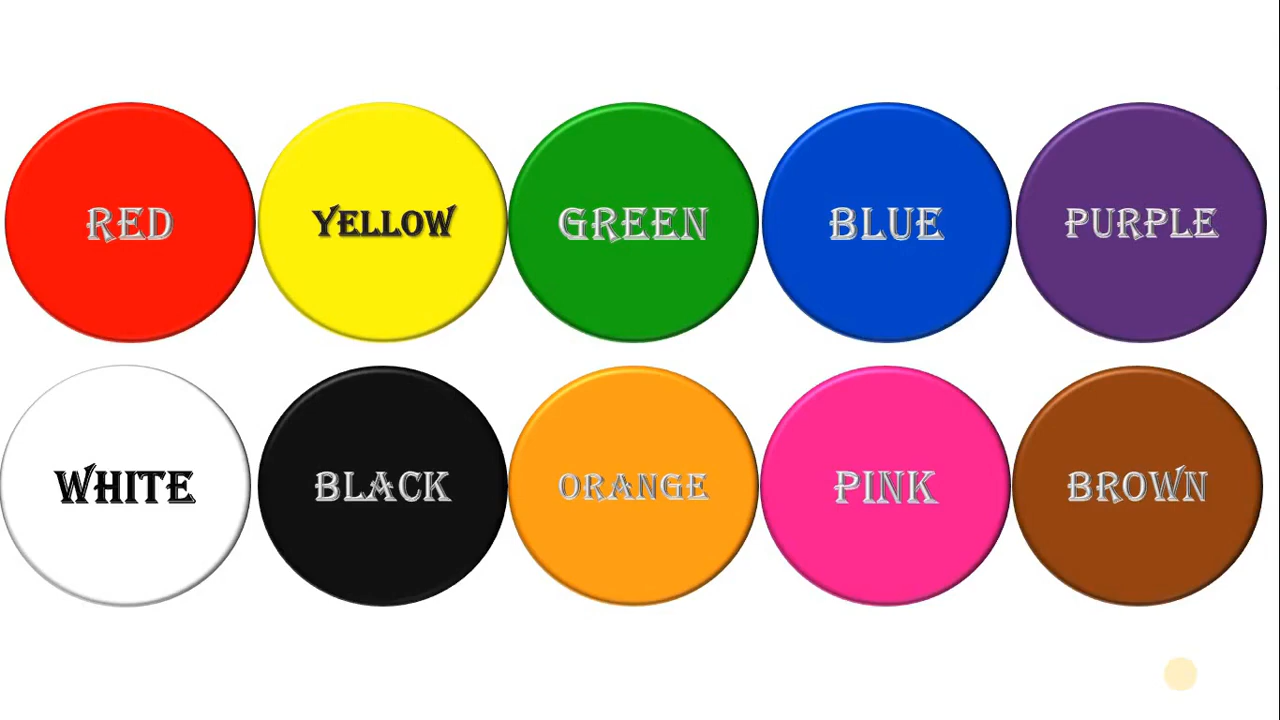 RED YELLOW GREEN BLUE PURPLE
WHITE BLACK ORANGE PINK BROWN